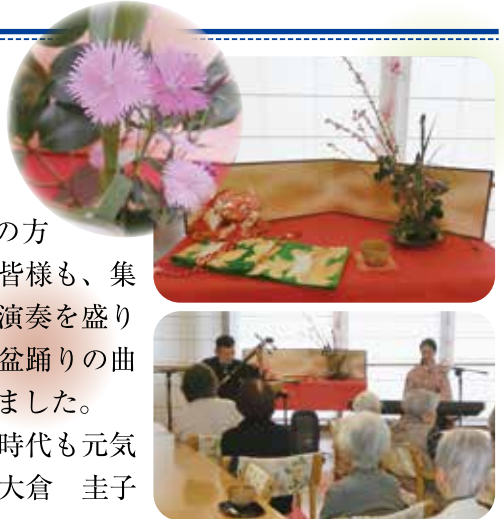 の方
皆様も、集
演奏を盛り
盆踊りの曲
ました。
時代も元気
大倉　圭子